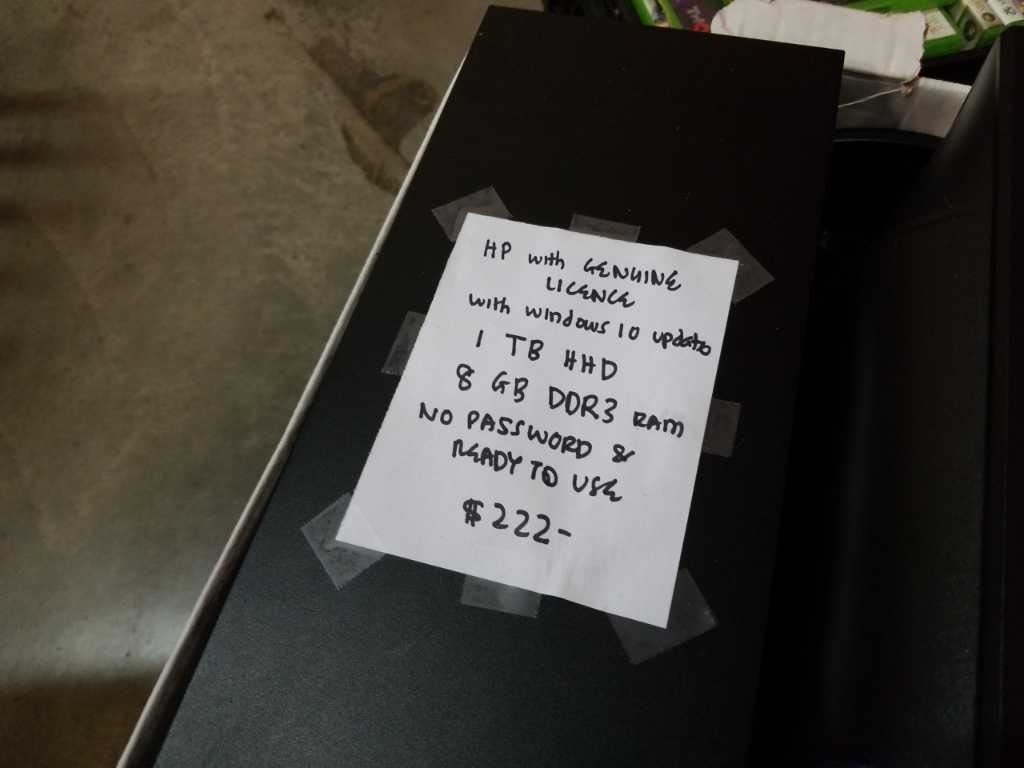 HP with GENUINE
LICENCE
with windows 10 update
1 TB HHD
8 GB DDR3 RAM
NO PASSWORD &
READY TO USE
$222-